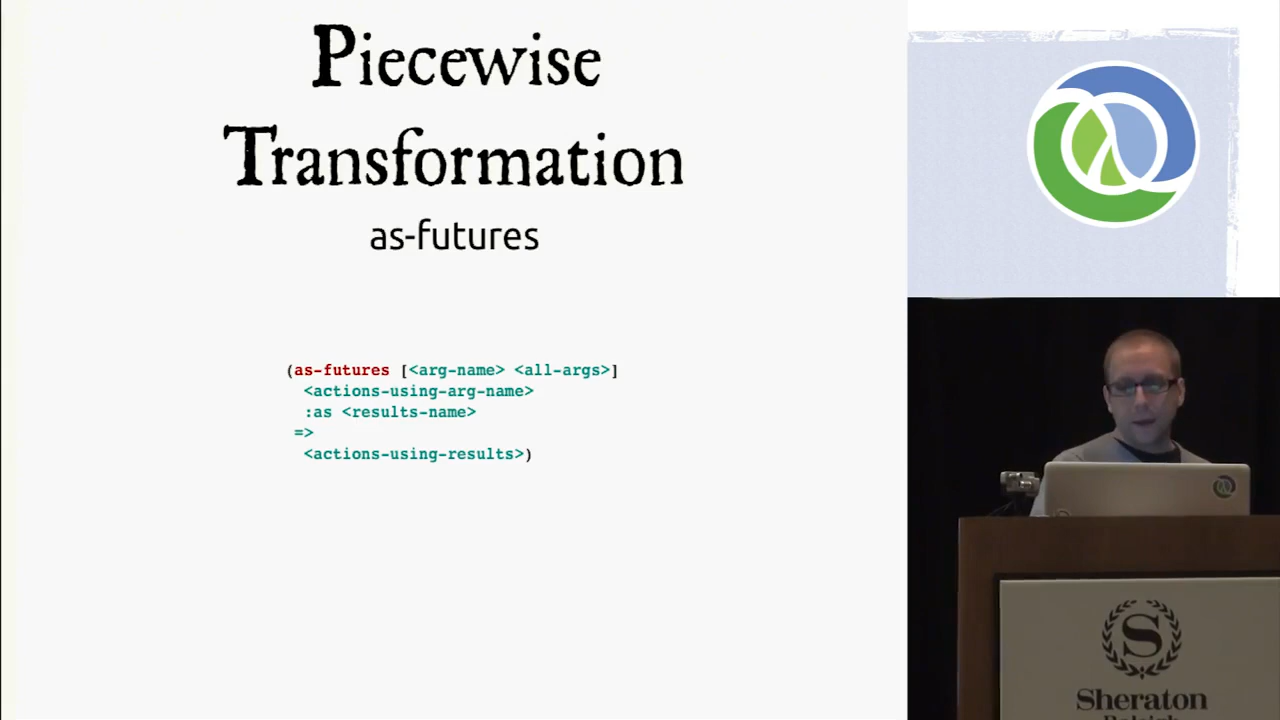 Piecewise
Transformation
as-futures
(as-futures [<arg-name> <all-args>]
<actions-using-arg-name>
:as <results-name>
=>
<actions-using-results>)
S
Sheraton
Raleigh